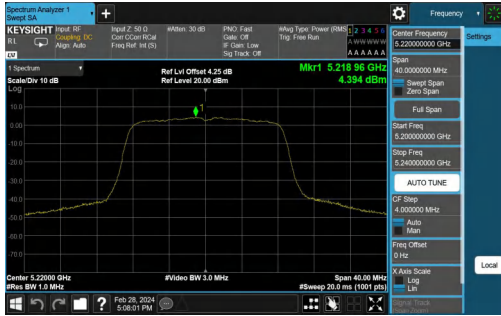 Spectrum Analyzer 1
Swept SA
Frequency
KEYSIGHT
Input: RF
Input Z: 50 Ω
#Atten: 30 dB
PNO: Fast
#Avg Type: Power (RMS
1 2 3 4 5 6
RL
Coupling: DC
Corr CCorr RCal
Gate: Off
Trig: Free Run
A W W W W W
Align: Auto
Freq Ref: Int (S)
IF Gain: Low
A A A A A A
Sig Track: Off
LXI
1 Spectrum
Ref Lvl Offset 4.25 dB
Mkr1 5.218 96 GHz
Scale/Div 10 dB
Ref Level 20.00 dBm
4.394 dBm
Log
10.0
0.00
-10.0
-20.0
-30.0
-40.0
-50.0
-60.0
-70.0
1
Center 5.22000 GHz
#Video BW 3.0 MHz
Span 40.00 MHz
#Res BW 1.0 MHz
#Sweep 20.0 ms (1001 pts)
Feb 28, 2024
5:08:01 PM
?
Center Frequency
5.220000000 GHz
Span
40.0000000 MHz
Swept Span
Zero Span
Full Span
Start Freq
5.200000000 GHz
Stop Freq
5.240000000 GHz
AUTO TUNE
CF Step
4.000000 MHz
Auto
Man
Freq Offset
0 Hz
X Axis Scale
Log
Lin
Signal Track
Settings
Local